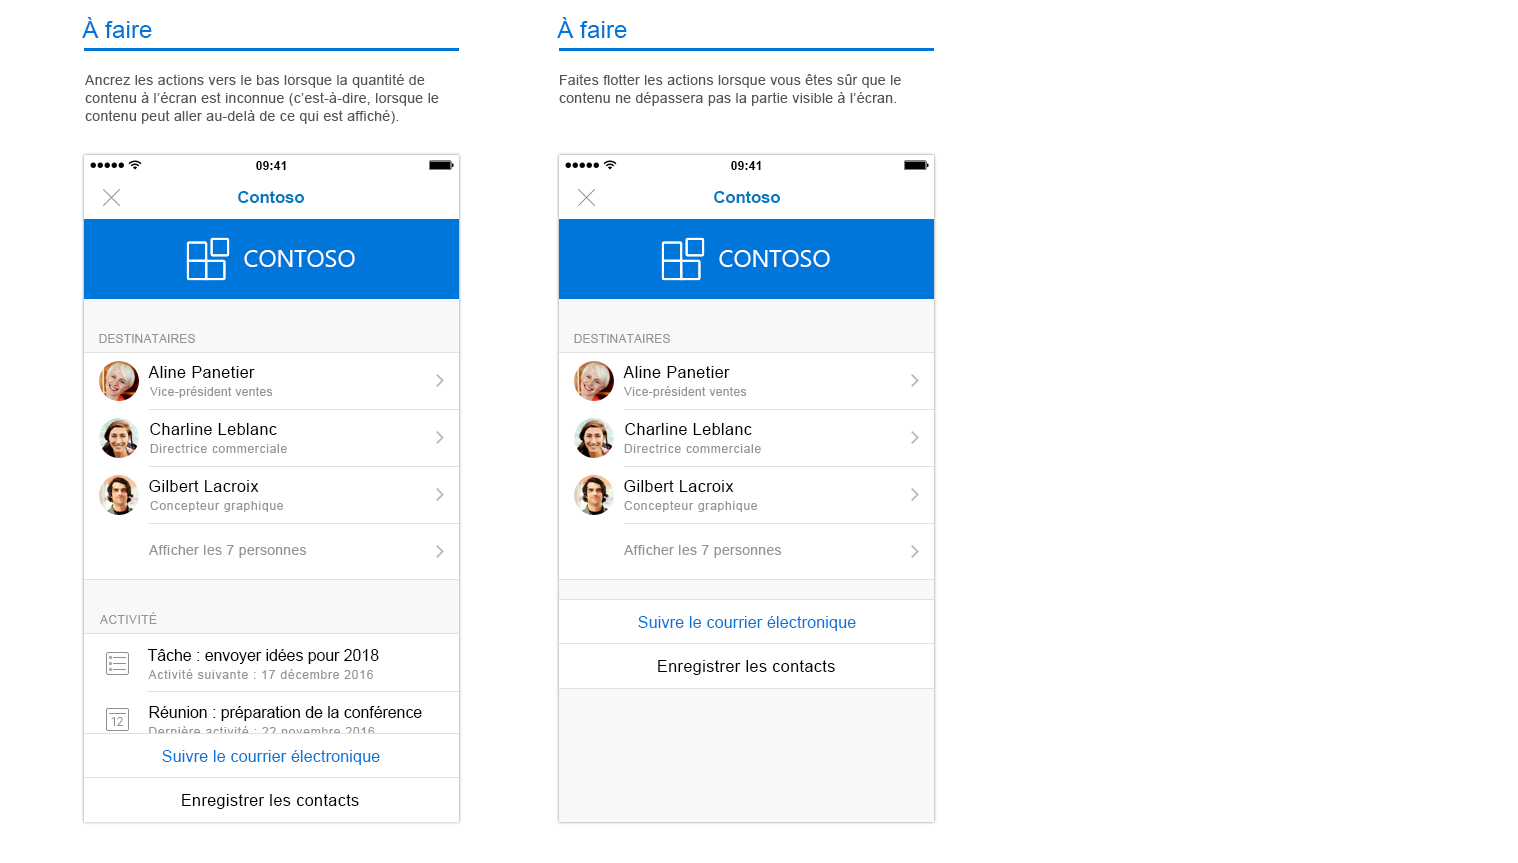 À faire
Ancrez les actions vers le bas lorsque la quantité de
contenu à l’écran est inconnue (c’est-à-dire, lorsque le
contenu peut aller au-delà de ce qui est affiché).
09:41
Contoso
CONTOSO
DESTINATAIRES
Aline Panetier
Vice-président ventes
Charline Leblanc
Directrice commerciale
Gilbert Lacroix
Concepteur graphique
Afficher les 7 personnes
ACTIVITÉ
Tâche : envoyer idées pour 2018
Activité suivante : 17 décembre 2016
12
Réunion : préparation de la conférence
Dernière activité : 22 novembre 2016
Suivre le courrier électronique
Enregistrer les contacts
À faire
Faites flotter les actions lorsque vous êtes sûr que le
contenu ne dépassera pas la partie visible à l’écran.
09:41
Contoso
CONTOSO
DESTINATAIRES
Aline Panetier
Vice-président ventes
Charline Leblanc
Directrice commerciale
Gilbert Lacroix
Concepteur graphique
Afficher les 7 personnes
Suivre le courrier électronique
Enregistrer les contacts